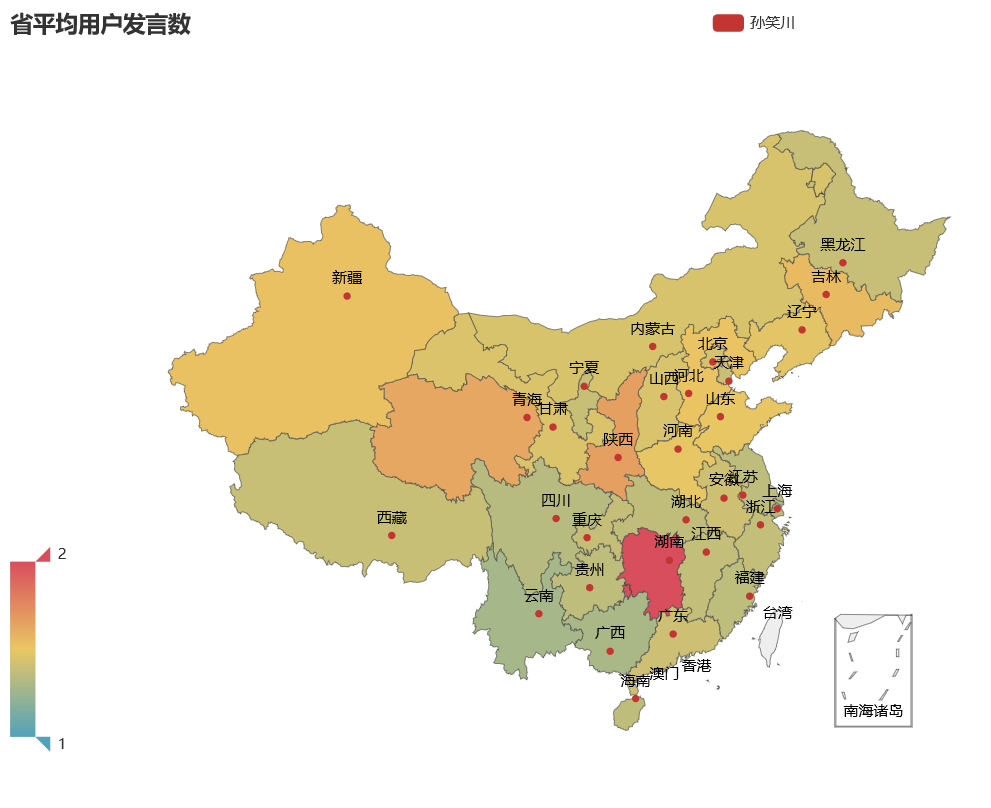 省平均用户发言数
孙笑川
黑龙江
新疆
吉林
辽宁
内蒙古
北京
天津
宁夏
山西
河北
青海
甘肃
山东
陕西
河南
安徽
江苏
上海
四川
湖北
浙江
西藏
重庆
江西
湖南
贵州
福建
云南
台湾
广东
广西
香港
澳门
海南
南海诸岛
2
1